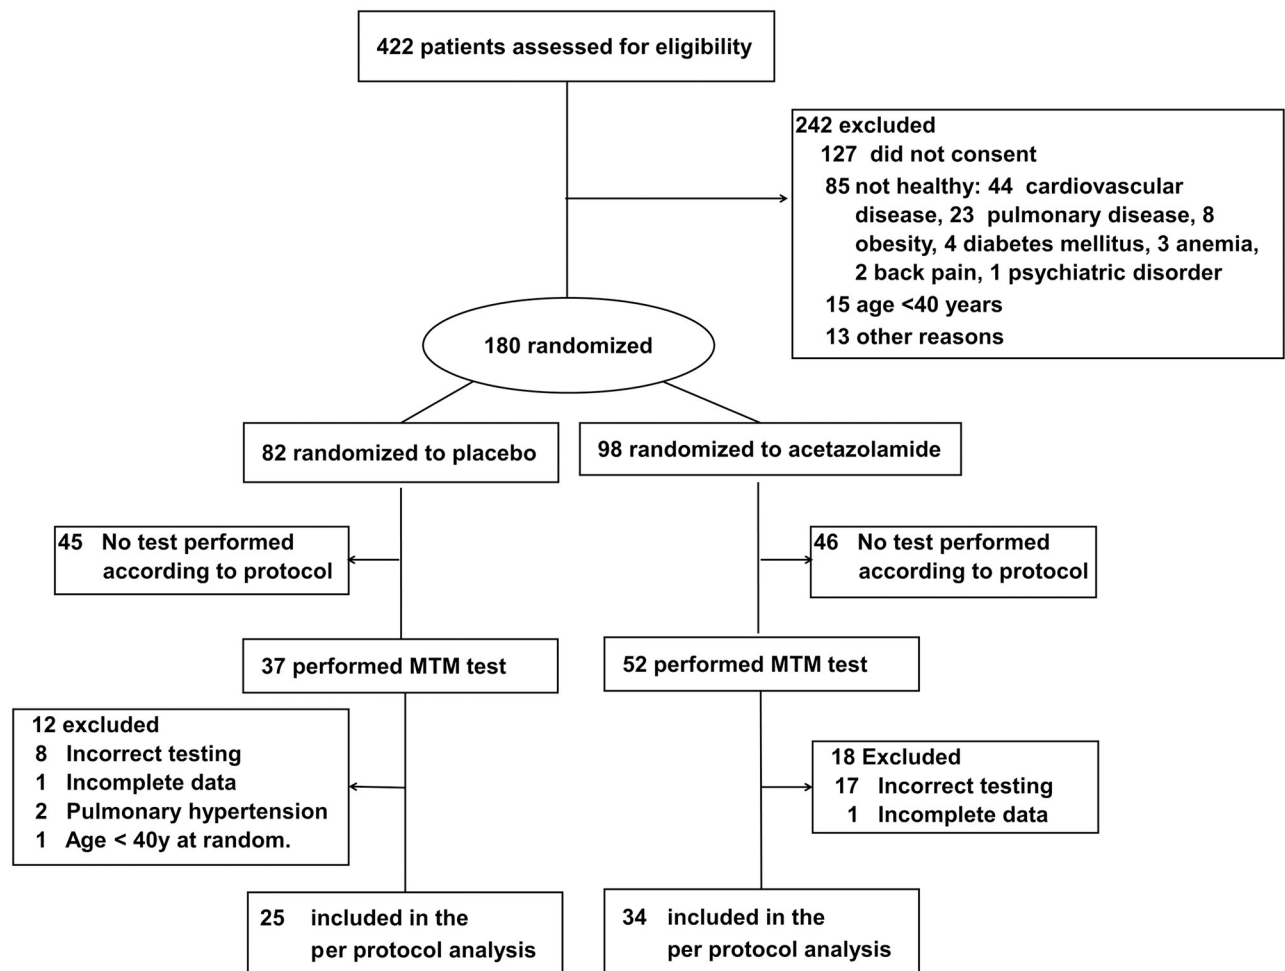 422 patients assessed for eligibility
242 excluded
127 did not consent
85 not healthy: 44 cardiovascular
disease, 23 pulmonary disease, 8
obesity, 4 diabetes mellitus, 3 anemia,
2 back pain, 1 psychiatric disorder
15 age <40 years
13 other reasons
180 randomized
82 randomized to placebo
98 randomized to acetazolamide
45 No test performed
according to protocol
46 No test performed
according to protocol
37 performed MTM test
52 performed MTM test
12 excluded
8 Incorrect testing
1 Incomplete data
2 Pulmonary hypertension
1 Age < 40y at random.
18 Excluded
17 Incorrect testing
1 Incomplete data
25 included in the
per protocol analysis
34 included in the
per protocol analysis